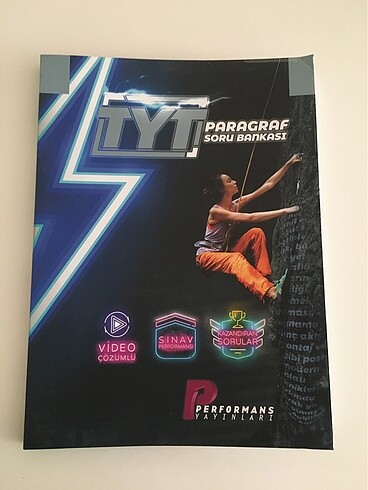 TYT
PARAGRAF
SORU BANKASI
VİDEO
ÇÖZÜMLÜ
SINAV
PERFORMANSI
KAZANDIRAN
SORULAR
PERFORMANS
YAYINLARI